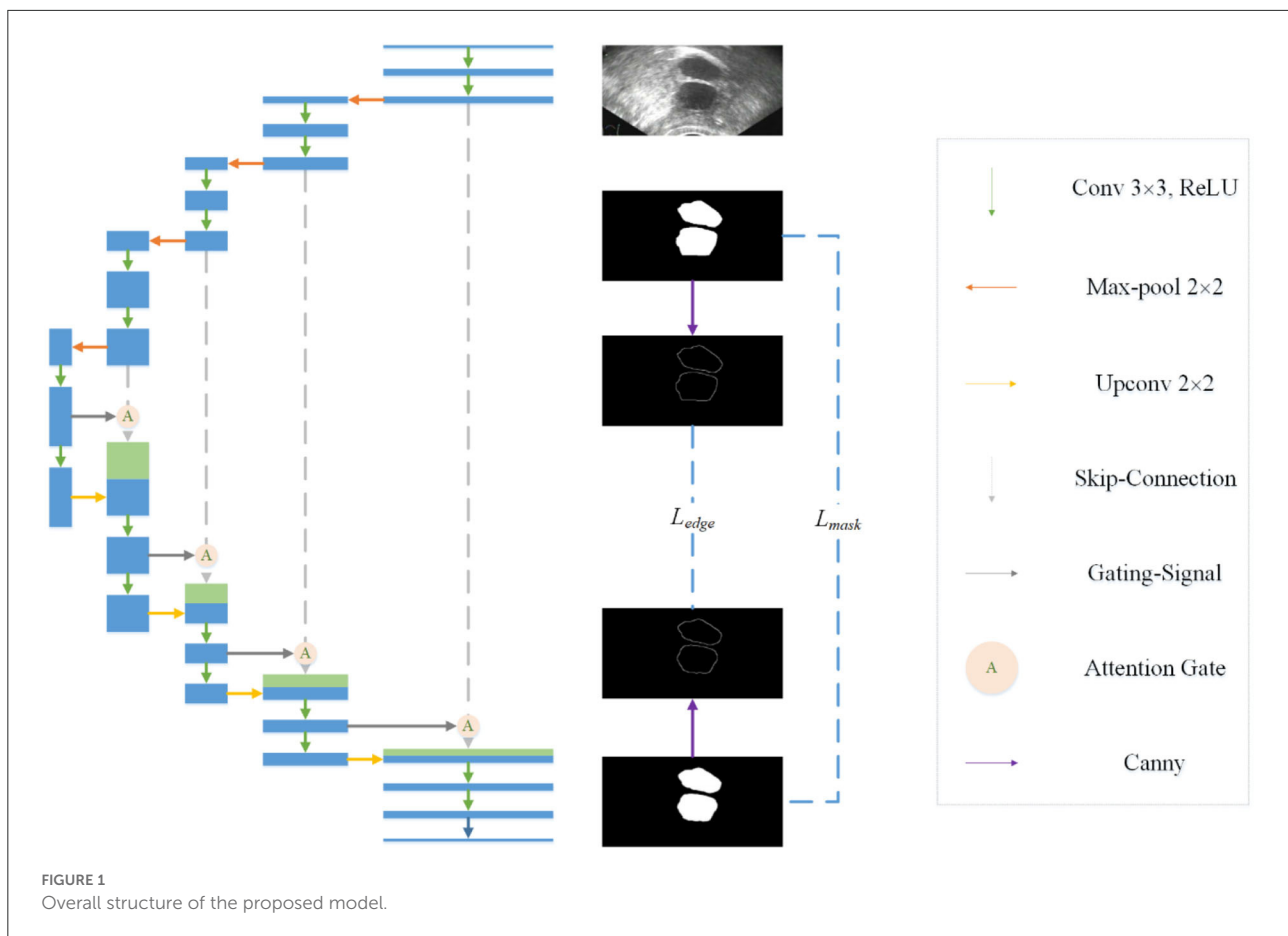 A
A
A
A
L_edge
L_mask
Conv 3×3, ReLU
Max-pool 2×2
Upconv 2×2
Skip-Connection
Gating-Signal
A
Attention Gate
Canny
FIGURE 1
Overall structure of the proposed model.